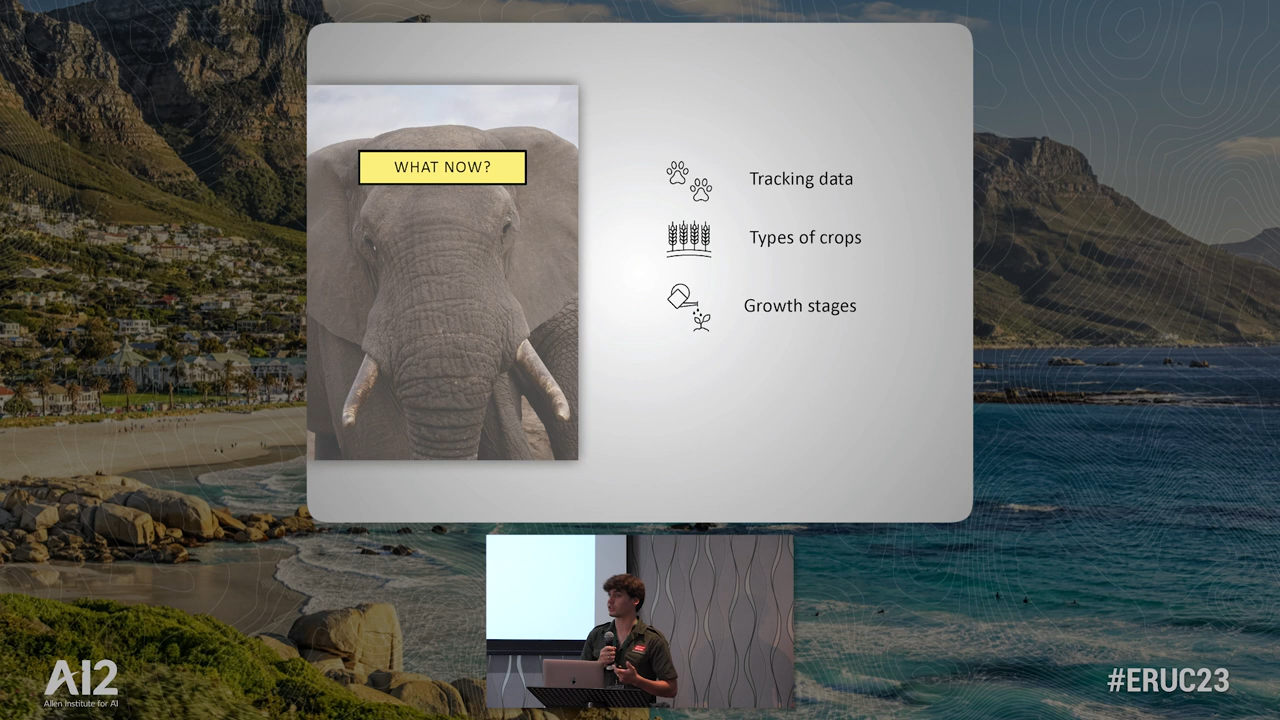 WHAT NOW?
Tracking data
Types of crops
Growth stages
AI2
Allen Institute for AI
#ERUC23